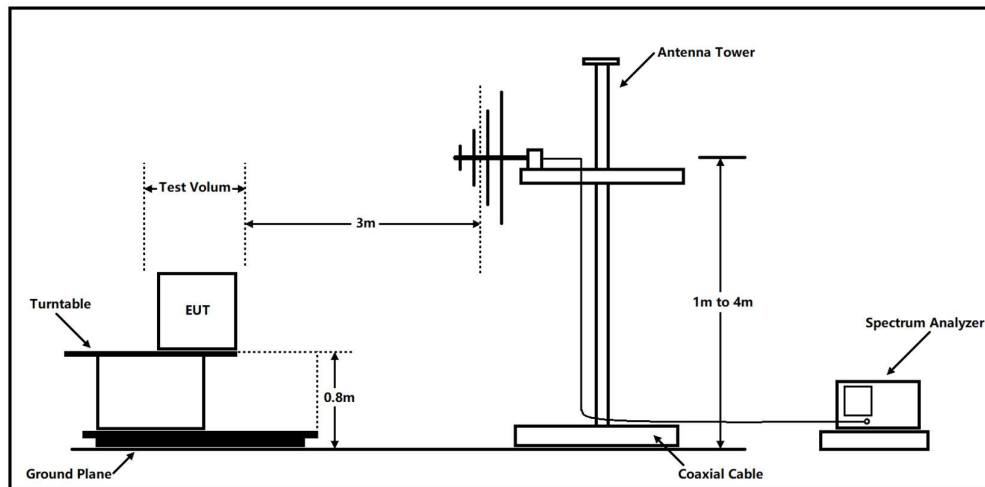 Antenna Tower
Test Volum
3m
EUT
Turntable
1m to 4m
Spectrum Analyzer
0.8m
Ground Plane
Coaxial Cable